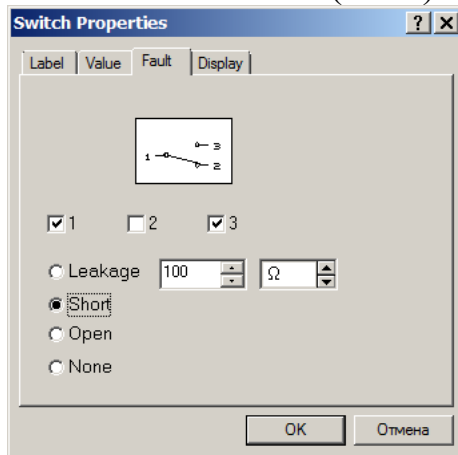 Switch Properties
Label Value Fault Display
3
1
2
1 2 3
Leakage 100 Ω
Short
Open
None
OK Отмена